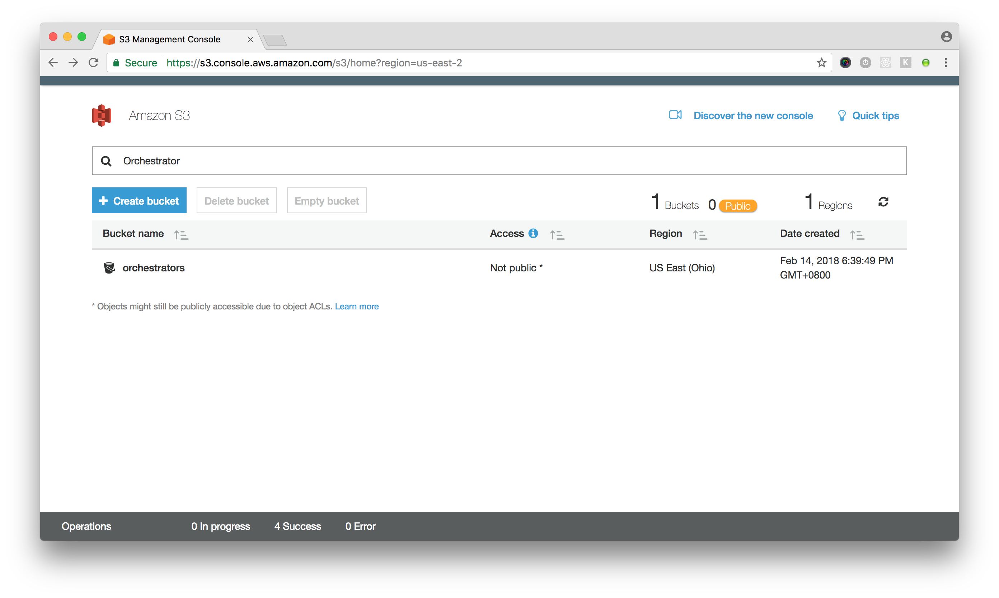 S3 Management Console
Secure https://s3.console.aws.amazon.com/s3/home?region=us-east-2
K
Amazon S3
Discover the new console
Quick tips
Orchestrator
Create bucket
Delete bucket
Empty bucket
1 Buckets 0 Public 1 Regions
Bucket name Access Region Date created
orchestrators Not public * US East (Ohio) Feb 14, 2018 6:39:49 PM
GMT+0800
* Objects might still be publicly accessible due to object ACLs. Learn more
Operations 0 In progress 4 Success 0 Error